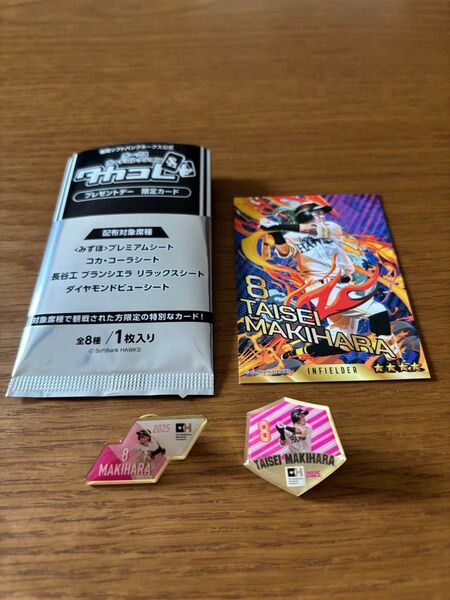 福岡ソフトバンクホークス公式
タカコレ
プレゼントデー 限定カード
配布対象席種
<みずほ>プレミアムシート
コカ・コーラシート
長谷工 ブランシエラ リラックスシート
ダイヤモンドビューシート
対象席種で観戦された方限定の特別なカード！
全8種/1枚入り
© SoftBank HAWKS
8
TAISEI
MAKIHARA
© SoftBank HAWKS
INFIELDER
2025
8
MAKIHARA
8
TAISEI MAKIHARA
2025